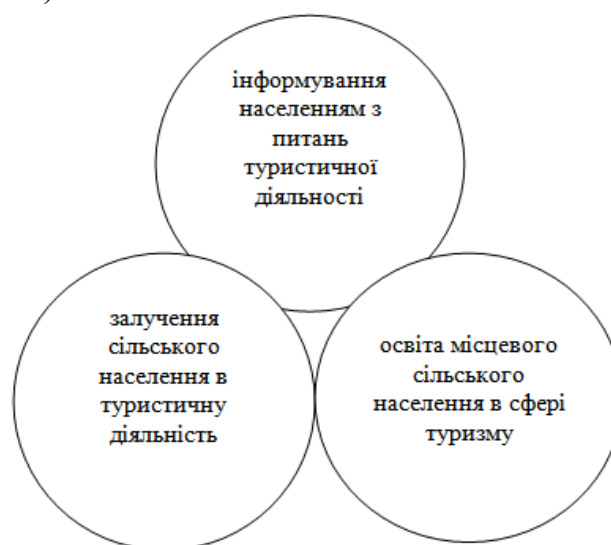 інформування
населенням з
питань
туристичної
діяльності
залучення
сільського
населення в
туристичну
діяльність
освіта місцевого
сільського
населення в сфері
туризму